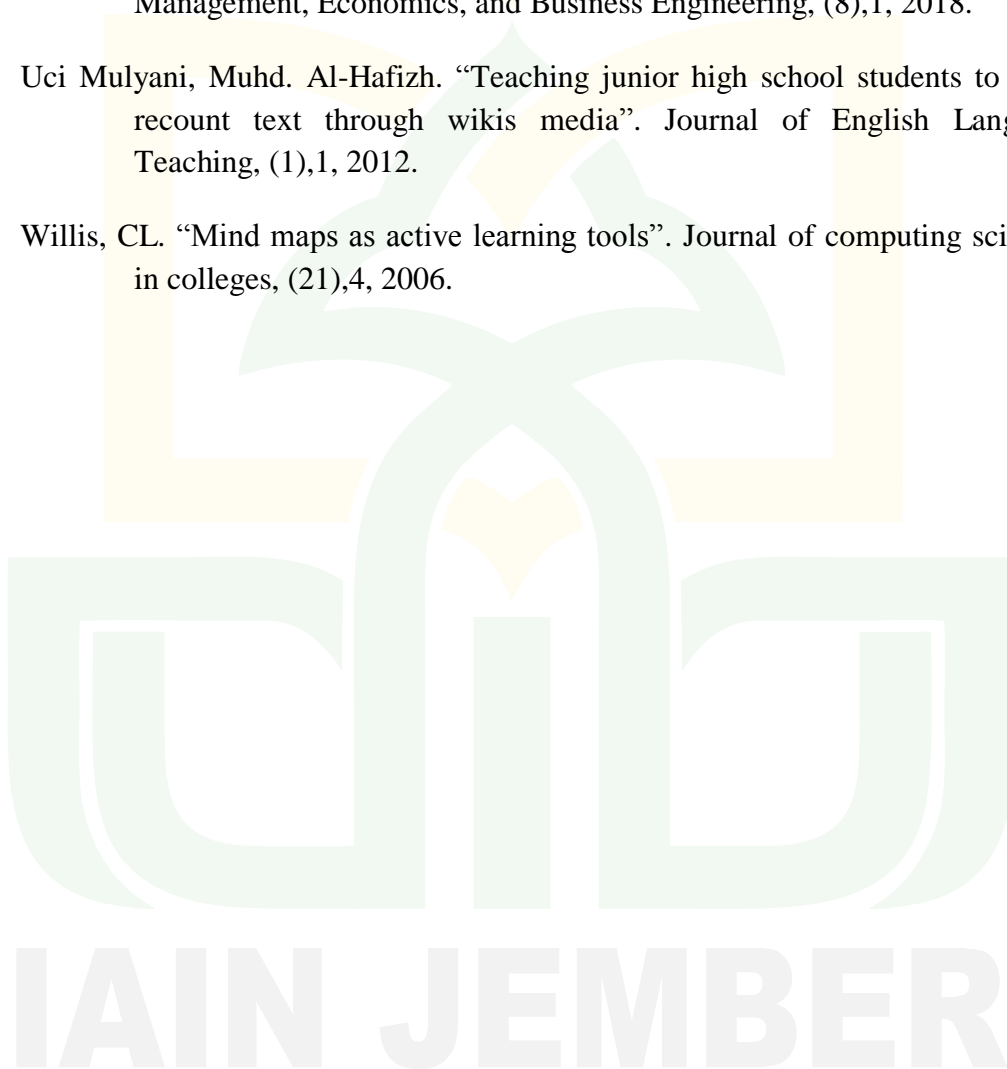 Management, Economics, and Business Engineering, (8),1, 2018.
Uci Mulyani, Muhd. Al-Hafizh. “Teaching junior high school students to
recount text through wikis media”. Journal of English
Teaching, (1),1, 2012.
Willis, CL. “Mind maps as active learning tools”. Journal of computing
in colleges, (21),4, 2006.
IAIN JEMBER